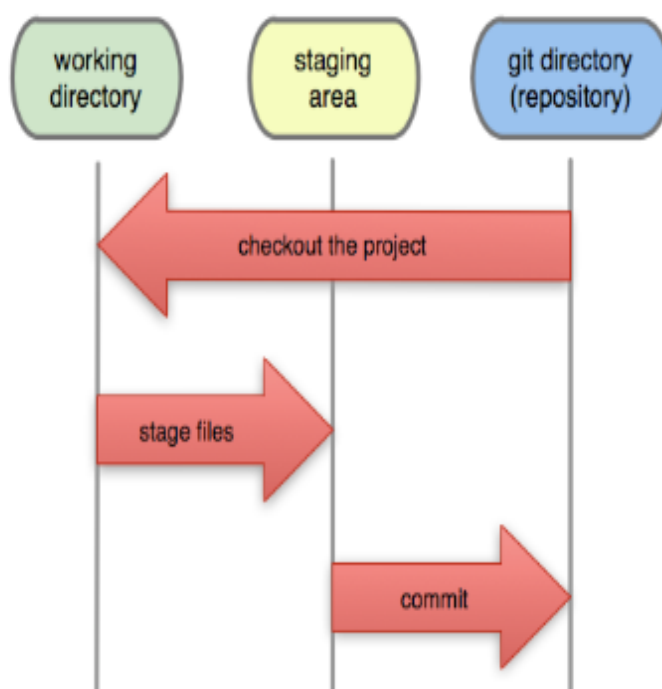 working
directory
staging
area
git directory
(repository)
checkout the project
stage files
commit